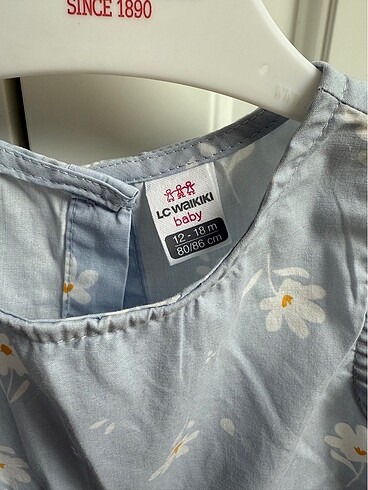 SINCE 1890
LC WAIKIKI
baby
12 - 18 m
80/86 cm